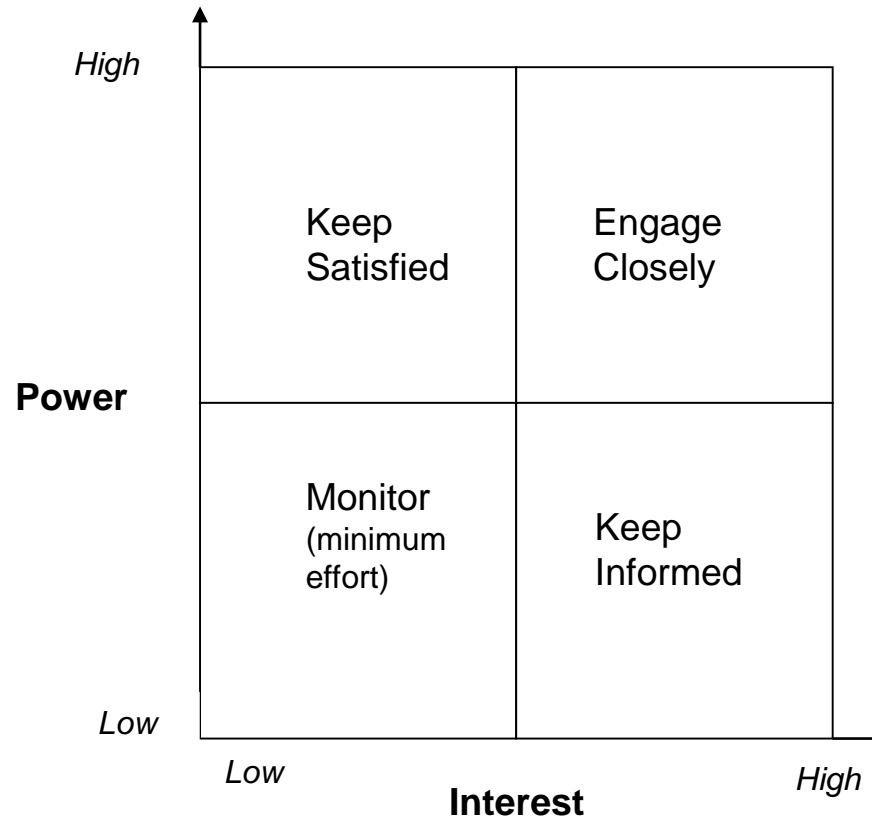 High
Keep
Satisfied
Engage
Closely
Power
Monitor
(minimum
effort)
Keep
Informed
Low
Low
High
Interest